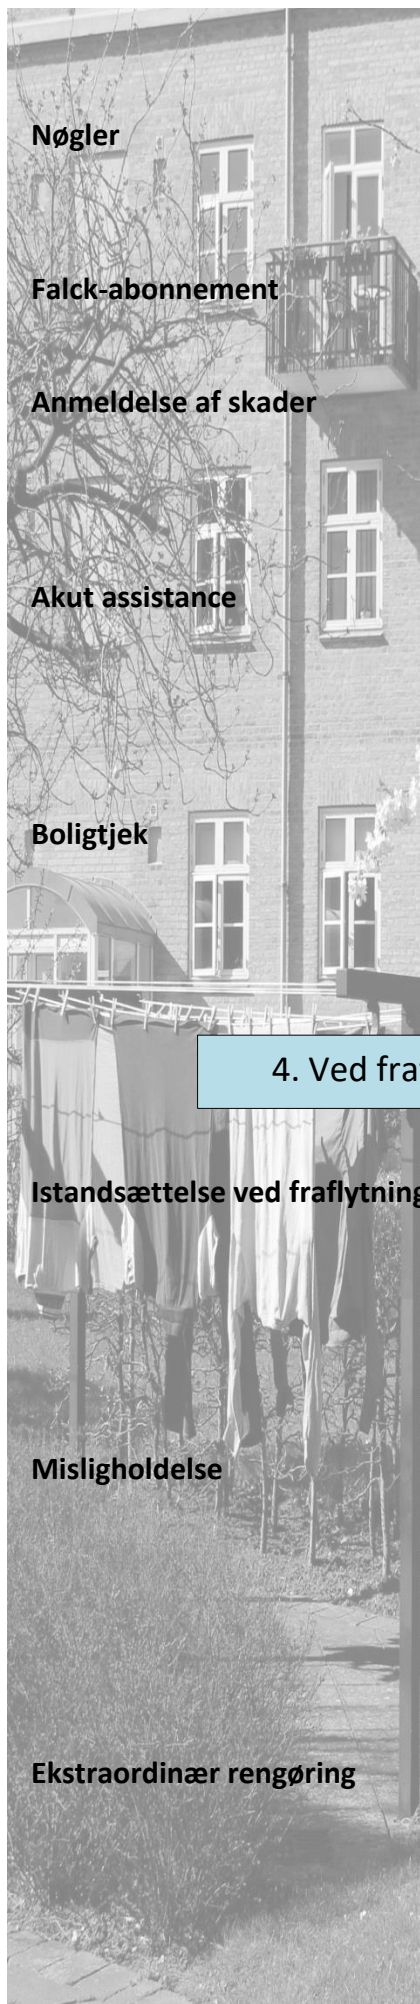 Nøgler
Falck-abonnement
Anmeldelse af skader
Akut assistance
Boligtjek
4. Ved fra
Istandsættelse ved fraflytning
Misligholdelse
Ekstraordinær rengøring